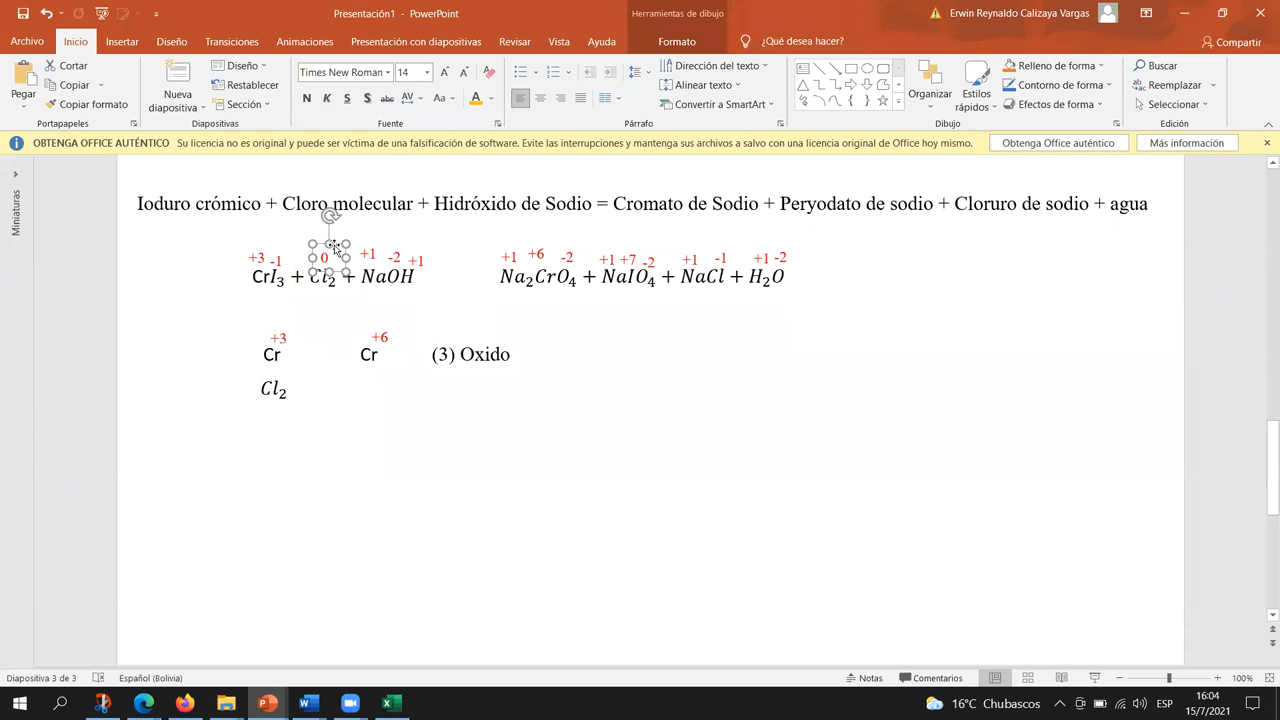 Presentación1 - PowerPoint
Herramientas de dibujo
Erwin Reynaldo Calizaya Vargas
Archivo Inicio Insertar Diseño Transiciones Animaciones Presentación con diapositivas Revisar Vista Ayuda Formato ¿Qué desea hacer? Compartir
Pegar
Cortar
Copiar
Copiar formato
Portapapeles
Nueva diapositiva
Diseño
Restablecer
Sección
Diapositivas
Times New Roman 14
N K S S abc AV Aa A
Fuente
Párrafo
Dirección del texto
Alinear texto
Convertir a SmartArt
Organizar
Estilos rápidos
Relleno de forma
Contorno de forma
Efectos de forma
Dibujo
Buscar
Reemplazar
Seleccionar
Edición
OBTENGA OFFICE AUTÉNTICO Su licencia no es original y puede ser víctima de una falsificación de software. Evite las interrupciones y mantenga sus archivos a salvo con una licencia original de Office hoy mismo. Obtenga Office auténtico Más información
Miniaturas
Ioduro crómico + Cloro molecular + Hidróxido de Sodio = Cromato de Sodio + Peryodato de sodio + Cloruro de sodio + agua
+3 -1 0 +1 -2 +1 +1 +6 -2 +1 +7 -2 +1 -1 +1 -2
CrI₃ + Cl₂ + NaOH Na₂CrO₄ + NaIO₄ + NaCl + H₂O
+3 +6
Cr Cr (3) Oxido
Cl₂
Diapositiva 3 de 3 Español (Bolivia) Notas Comentarios 100%
16°C Chubascos ESP 16:04
15/7/2021